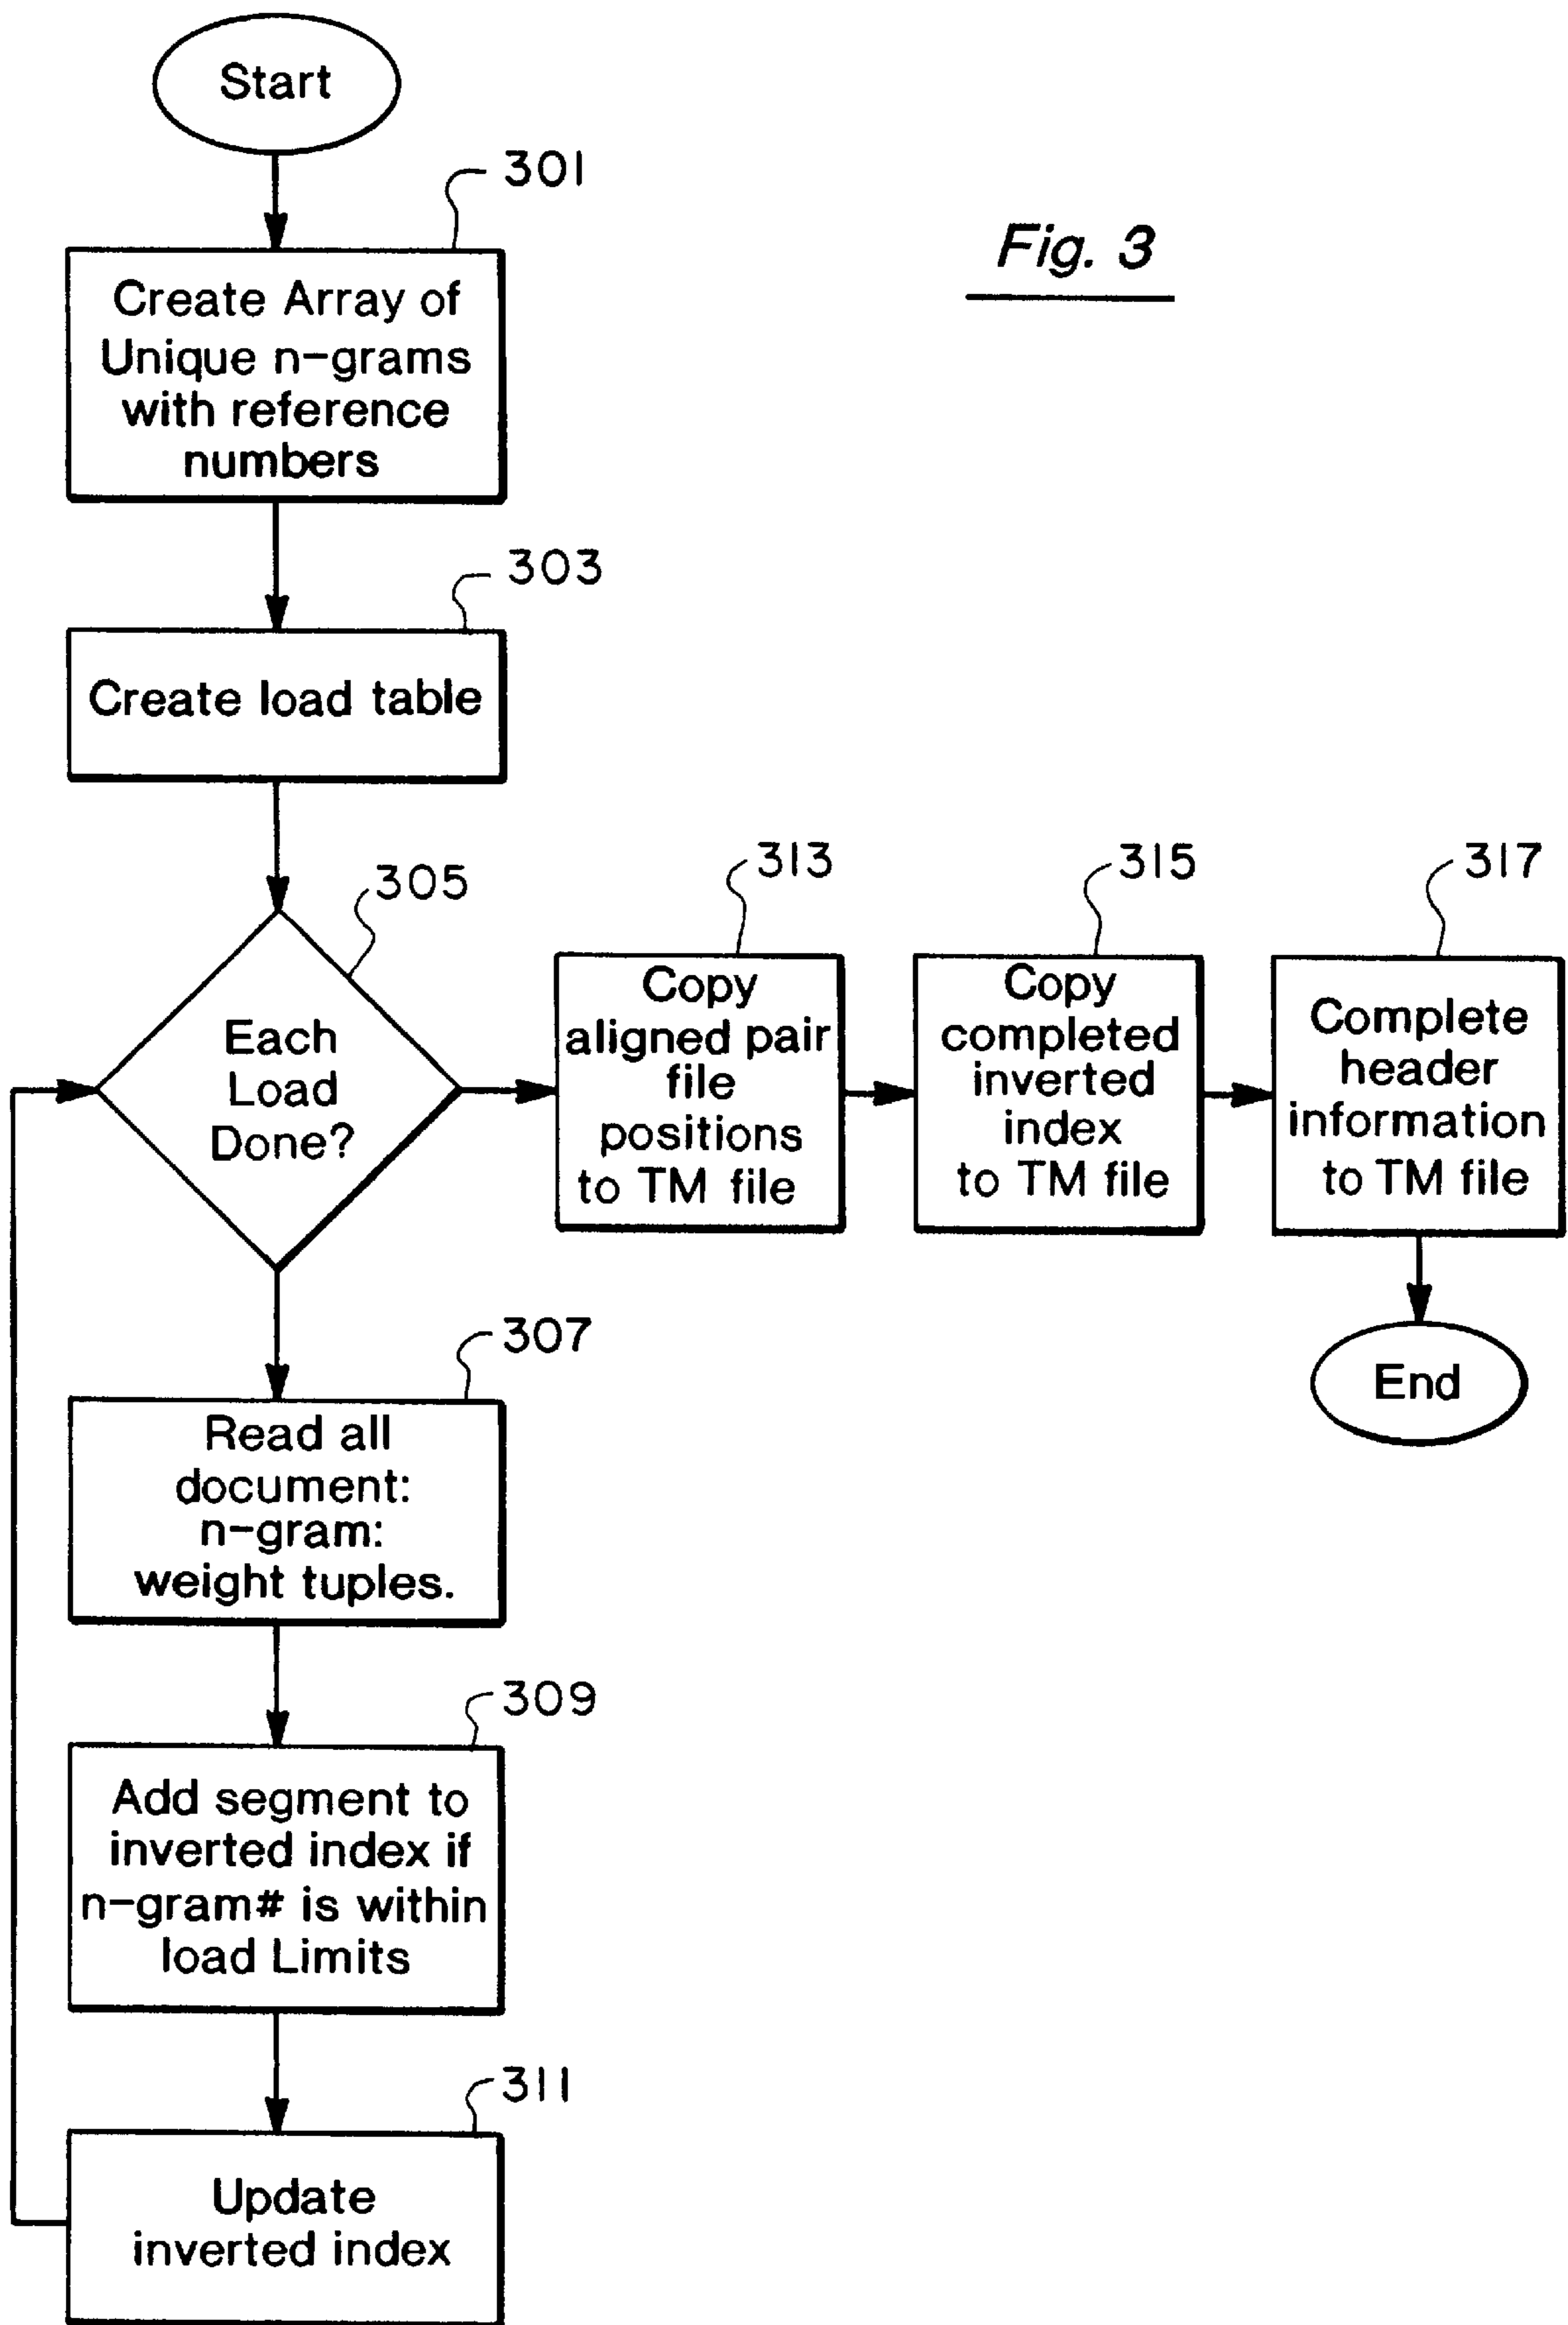 Start
301
Fig. 3
Create Array of
Unique n-grams
with reference
numbers
303
Create load table
305
Each
Load
Done?
313
Copy
aligned pair
file
positions
to TM file
315
Copy
completed
inverted
index
to TM file
317
Complete
header
information
to TM file
End
307
Read all
document:
n-gram:
weight tuples.
309
Add segment to
inverted index if
n-gram# is within
load Limits
311
Update
inverted index